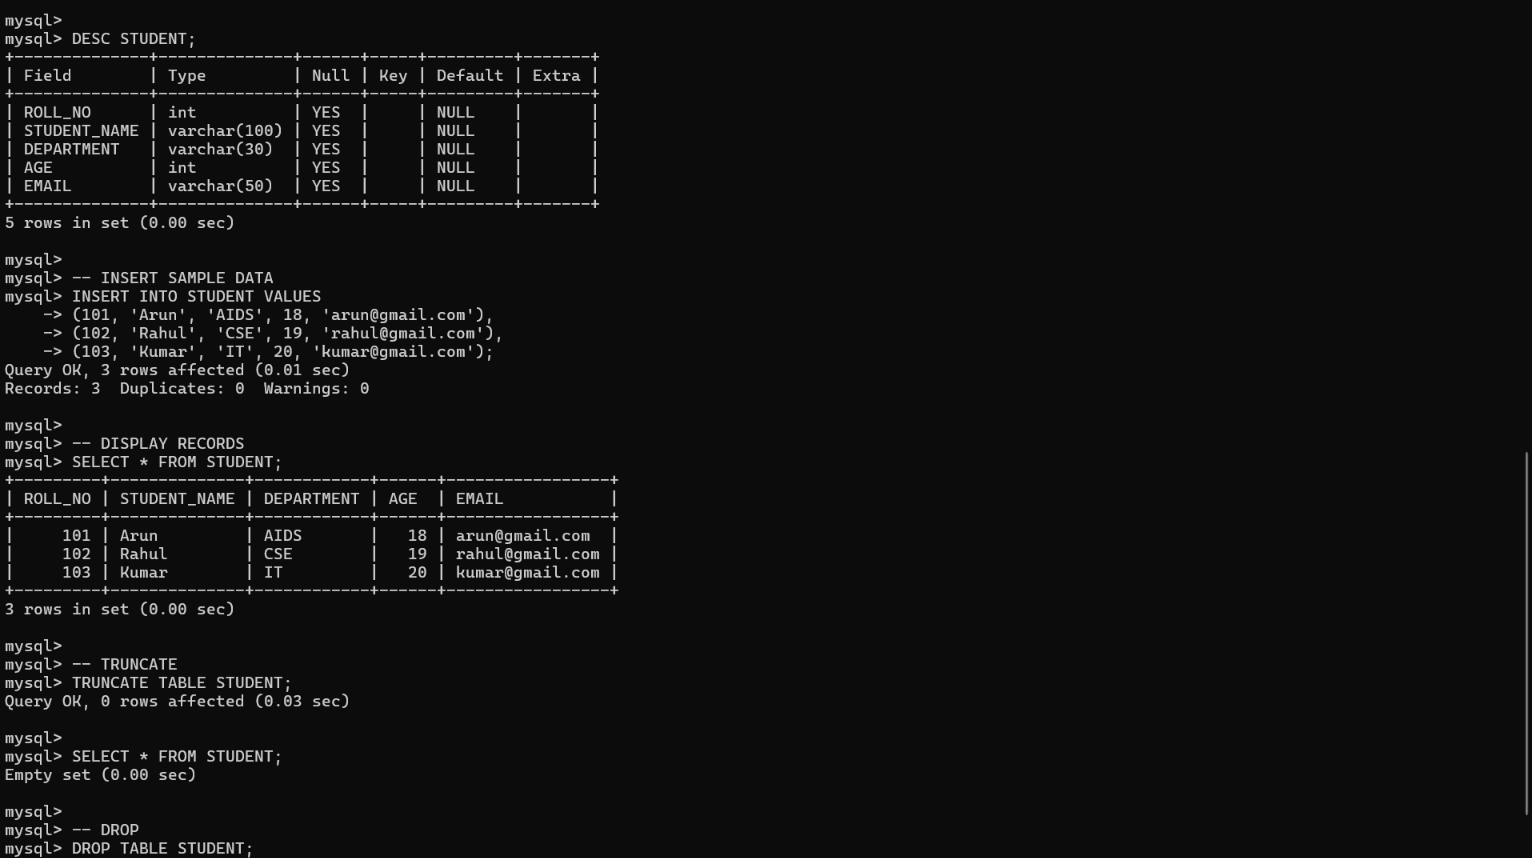 mysql>
mysql> DESC STUDENT;
+--------------+--------------+------+-----+---------+-------+
| Field        | Type         | Null | Key | Default | Extra |
+--------------+--------------+------+-----+---------+-------+
| ROLL_NO      | int          | YES  |     | NULL    |       |
| STUDENT_NAME | varchar(100) | YES  |     | NULL    |       |
| DEPARTMENT   | varchar(30)  | YES  |     | NULL    |       |
| AGE          | int          | YES  |     | NULL    |       |
| EMAIL        | varchar(50)  | YES  |     | NULL    |       |
+--------------+--------------+------+-----+---------+-------+
5 rows in set (0.00 sec)

mysql>
mysql> -- INSERT SAMPLE DATA
mysql> INSERT INTO STUDENT VALUES
    -> (101, 'Arun', 'AIDS', 18, 'arun@gmail.com'),
    -> (102, 'Rahul', 'CSE', 19, 'rahul@gmail.com'),
    -> (103, 'Kumar', 'IT', 20, 'kumar@gmail.com');
Query OK, 3 rows affected (0.01 sec)
Records: 3  Duplicates: 0  Warnings: 0

mysql>
mysql> -- DISPLAY RECORDS
mysql> SELECT * FROM STUDENT;
+---------+--------------+------------+------+-----------------+
| ROLL_NO | STUDENT_NAME | DEPARTMENT | AGE  | EMAIL           |
+---------+--------------+------------+------+-----------------+
|     101 | Arun         | AIDS       |   18 | arun@gmail.com  |
|     102 | Rahul        | CSE        |   19 | rahul@gmail.com |
|     103 | Kumar        | IT         |   20 | kumar@gmail.com |
+---------+--------------+------------+------+-----------------+
3 rows in set (0.00 sec)

mysql>
mysql> -- TRUNCATE
mysql> TRUNCATE TABLE STUDENT;
Query OK, 0 rows affected (0.03 sec)

mysql>
mysql> SELECT * FROM STUDENT;
Empty set (0.00 sec)

mysql>
mysql> -- DROP
mysql> DROP TABLE STUDENT;